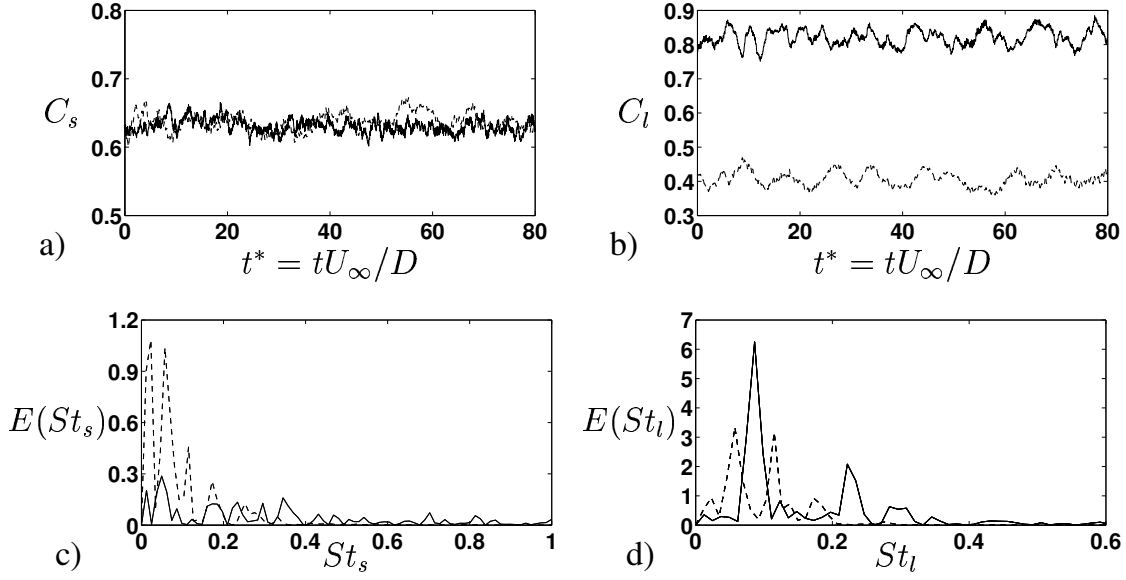 0.8
0.7
C_s
0.6
0.5
0 20 40 60 80
a)
t* = tU_∞/D
0.9
0.8
0.7
0.6
C_l
0.5
0.4
0.3
0 20 40 60 80
b)
t* = tU_∞/D
1.2
0.9
E(St_s)
0.6
0.3
0
0 0.2 0.4 0.6 0.8 1
c)
St_s
7
6
5
4
E(St_l)
3
2
1
0
0 0.2 0.4 0.6
d)
St_l